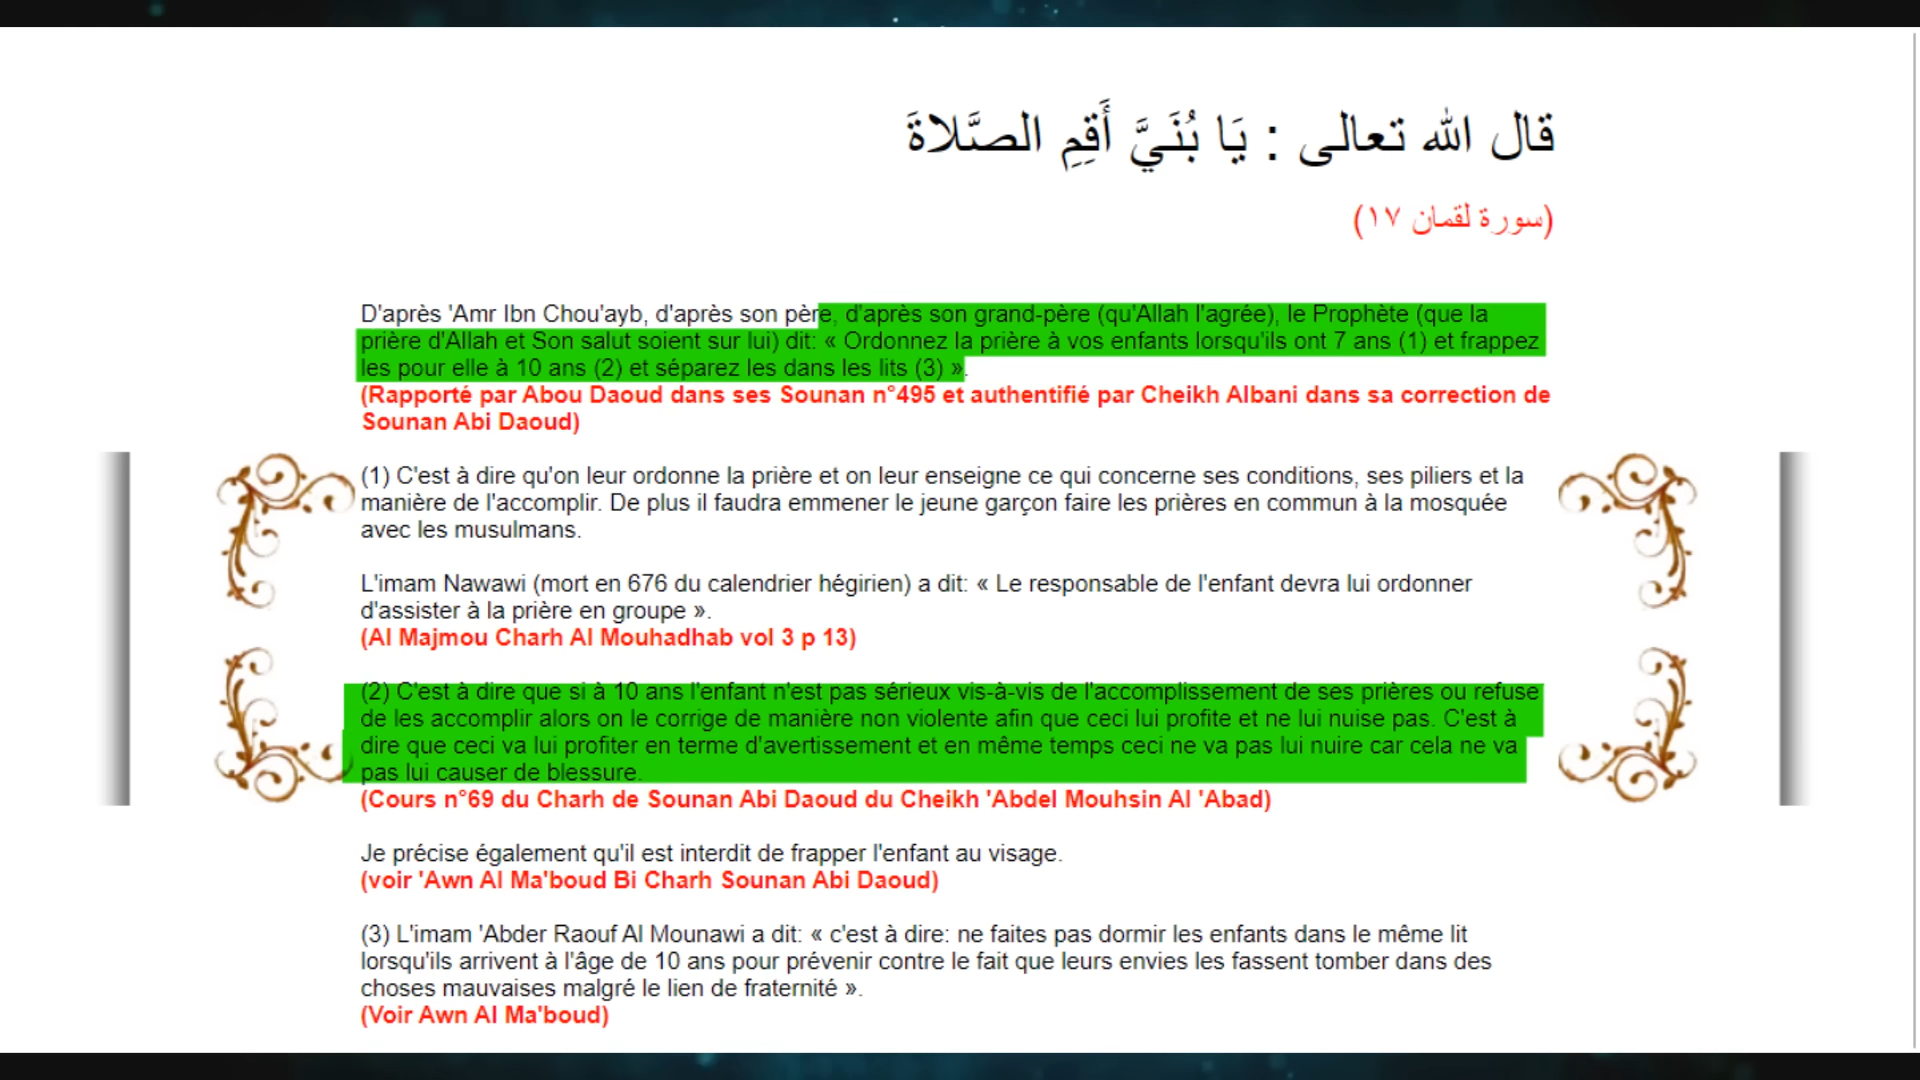 قال الله تعالى : يَا بُنَيَّ أَقِمِ الصَّلاةَ
(سورة لقمان ١٧)
D'après 'Amr Ibn Chou'ayb, d'après son père, d'après son grand-père (qu'Allah l'agrée), le Prophète (que la
prière d'Allah et Son salut soient sur lui) dit: « Ordonnez la prière à vos enfants lorsqu'ils ont 7 ans (1) et frappez
les pour elle à 10 ans (2) et séparez les dans les lits (3) ».
(Rapporté par Abou Daoud dans ses Sounan n°495 et authentifié par Cheikh Albani dans sa correction de
Sounan Abi Daoud)
(1) C'est à dire qu'on leur ordonne la prière et on leur enseigne ce qui concerne ses conditions, ses piliers et la
manière de l'accomplir. De plus il faudra emmener le jeune garçon faire les prières en commun à la mosquée
avec les musulmans.
L'imam Nawawi (mort en 676 du calendrier hégirien) a dit: « Le responsable de l'enfant devra lui ordonner
d'assister à la prière en groupe ».
(Al Majmou Charh Al Mouhadhab vol 3 p 13)
(2) C'est à dire que si à 10 ans l'enfant n'est pas sérieux vis-à-vis de l'accomplissement de ses prières ou refuse
de les accomplir alors on le corrige de manière non violente afin que ceci lui profite et ne lui nuise pas. C'est à
dire que ceci va lui profiter en terme d'avertissement et en même temps ceci ne va pas lui nuire car cela ne va
pas lui causer de blessure.
(Cours n°69 du Charh de Sounan Abi Daoud du Cheikh 'Abdel Mouhsin Al 'Abad)
Je précise également qu'il est interdit de frapper l'enfant au visage.
(voir 'Awn Al Ma'boud Bi Charh Sounan Abi Daoud)
(3) L'imam 'Abder Raouf Al Mounawi a dit: « c'est à dire: ne faites pas dormir les enfants dans le même lit
lorsqu'ils arrivent à l'âge de 10 ans pour prévenir contre le fait que leurs envies les fassent tomber dans des
choses mauvaises malgré le lien de fraternité ».
(Voir Awn Al Ma'boud)